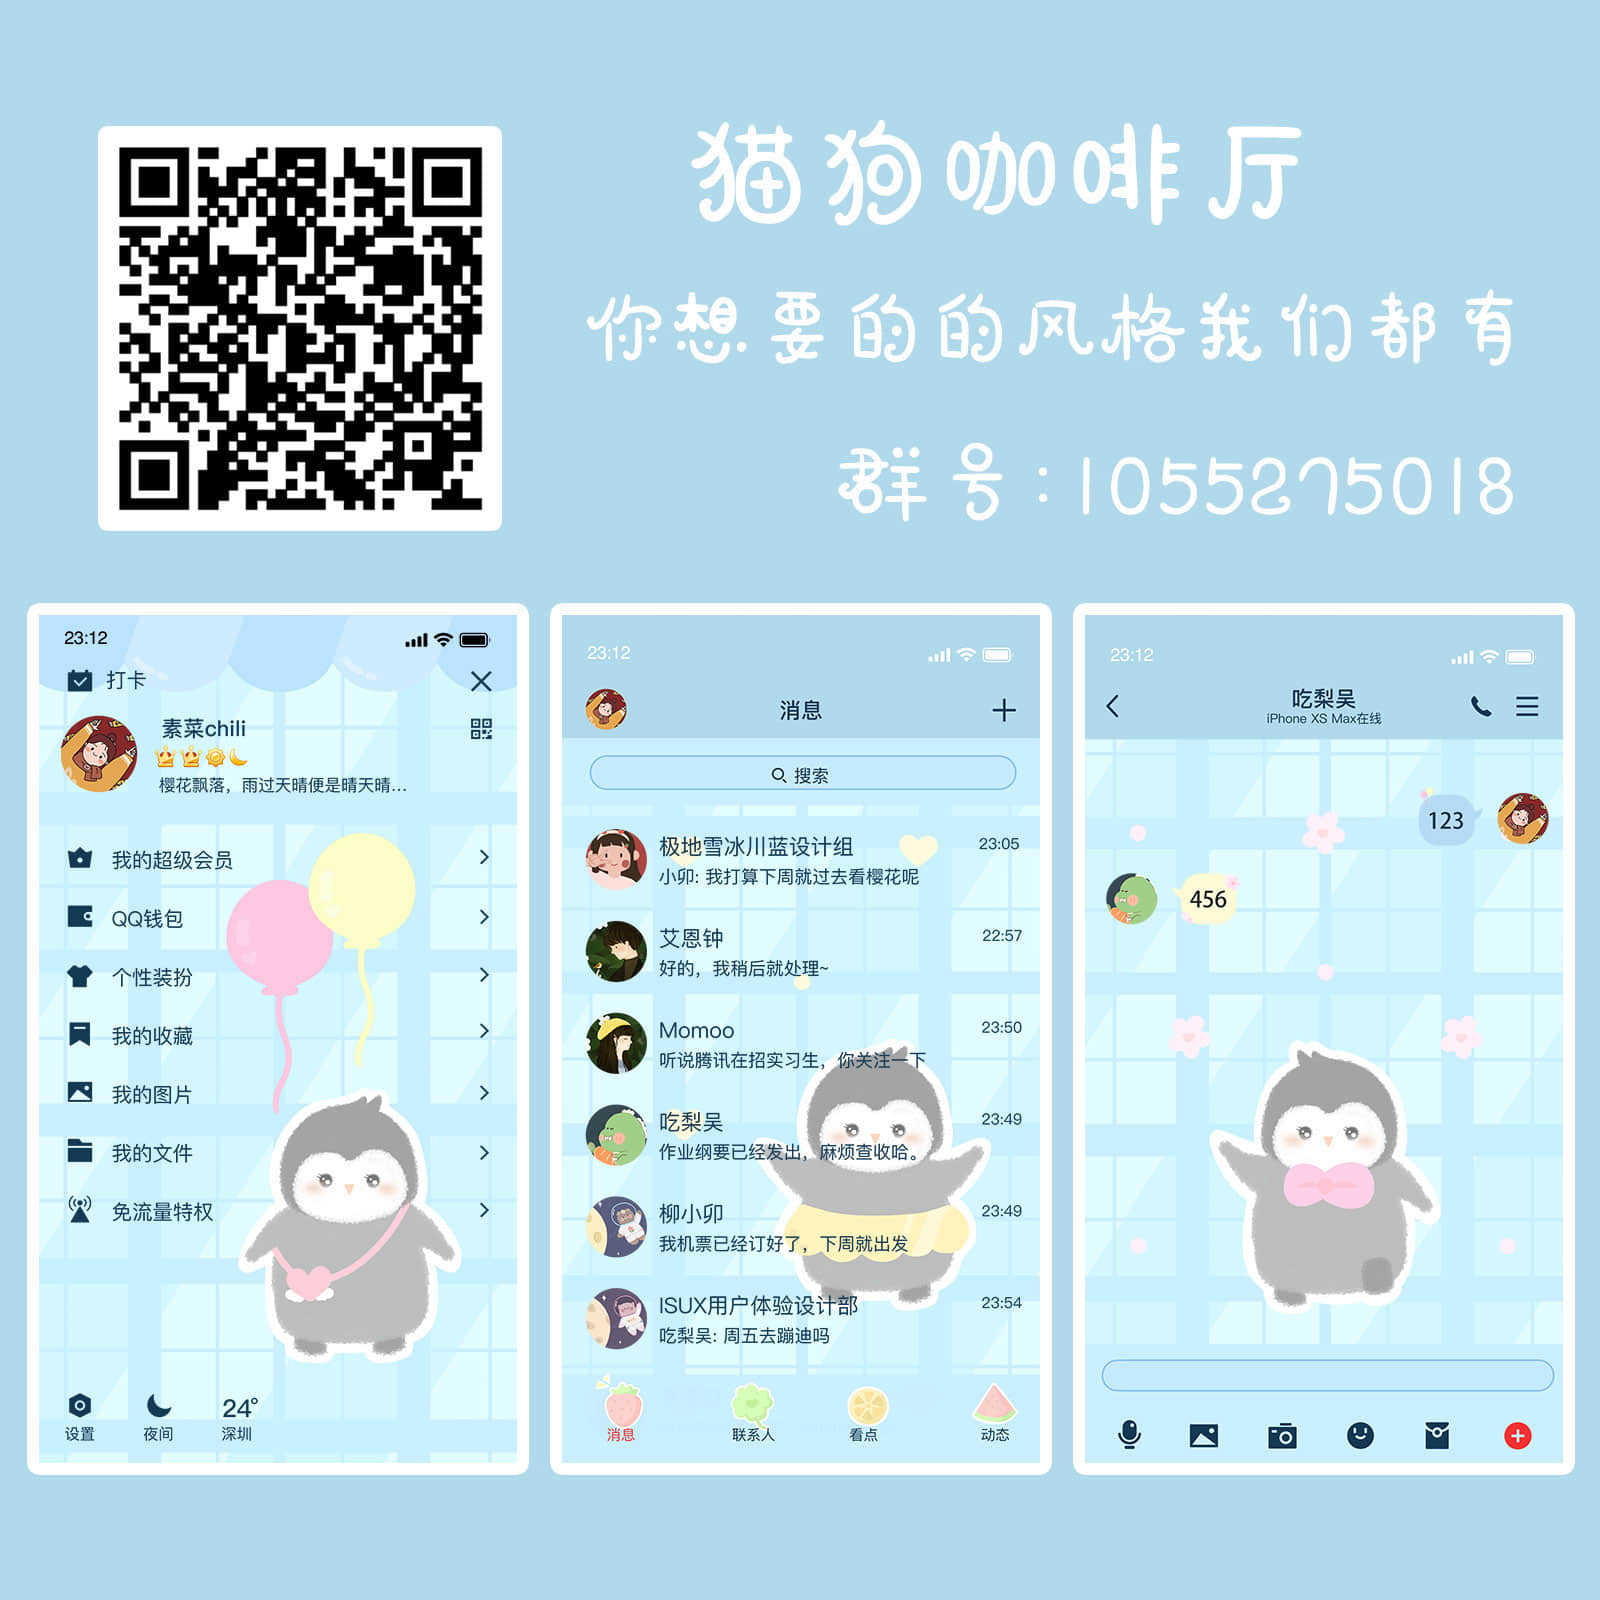 猫狗咖啡厅
你想要的的风格我们都有
群号:1055275018
23:12
打卡
素菜chili
樱花飘落，雨过天晴便是晴天晴...
我的超级会员
QQ钱包
个性装扮
我的收藏
我的图片
我的文件
免流量特权
设置
夜间
24°
深圳
23:12
消息
搜索
极地雪冰川蓝设计组
23:05
小卯: 我打算下周就过去看樱花呢
艾恩钟
22:57
好的，我稍后就处理~
Momoo
23:50
听说腾讯在招实习生，你关注一下
吃梨吴
23:49
作业纲要已经发出，麻烦查收哈。
柳小卯
23:49
我机票已经订好了，下周就出发
ISUX用户体验设计部
23:54
吃梨吴: 周五去蹦迪吗
消息
联系人
看点
动态
23:12
吃梨吴
iPhone XS Max在线
123
456